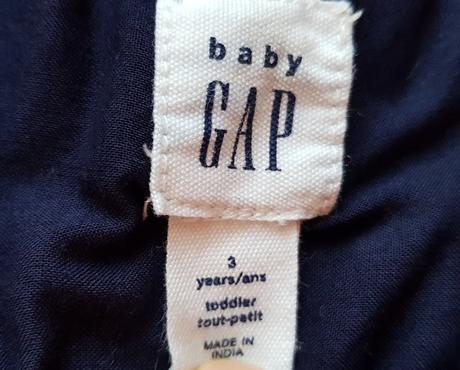 baby
GAP
3
years/ans
toddler
tout-petit
MADE IN
INDIA